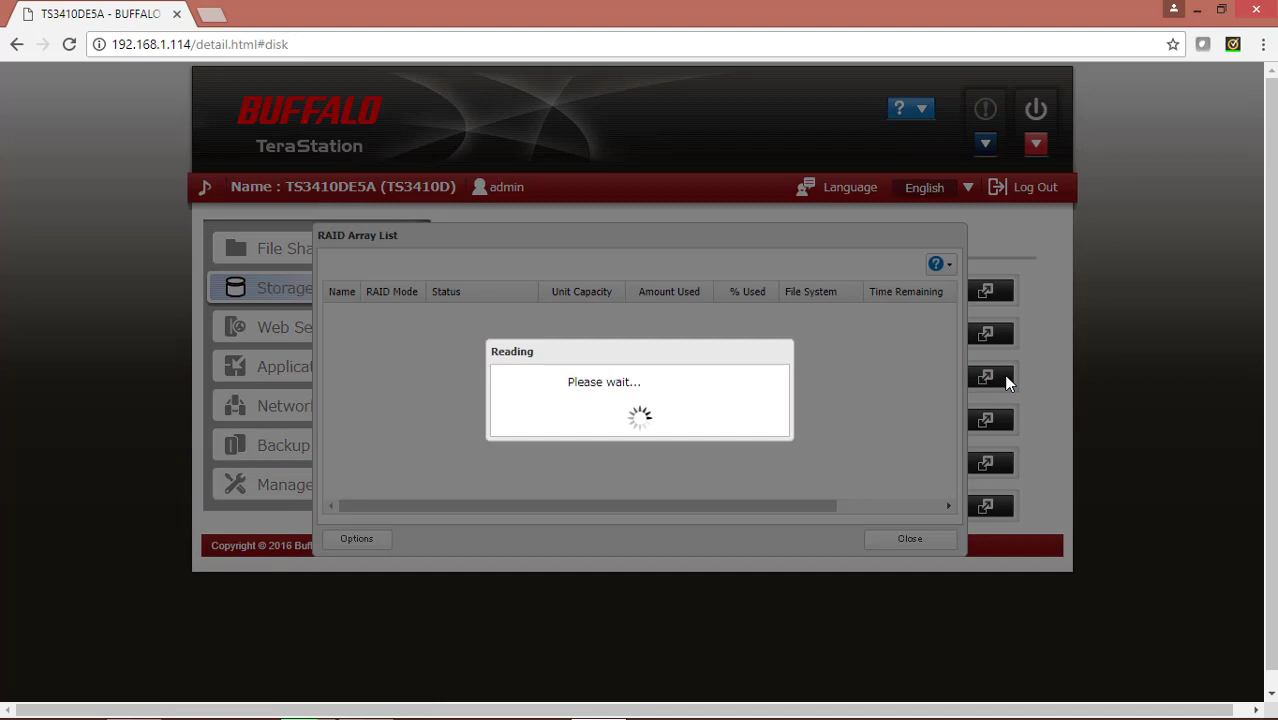 TS3410DE5A - BUFFALO
192.168.1.114/detail.html#disk
BUFFALO
TeraStation
?
Name : TS3410DE5A (TS3410D) admin Language English Log Out
File Sha
Storage
Web Se
Applicat
Network
Backup
Manage
RAID Array List
?
Name RAID Mode Status Unit Capacity Amount Used % Used File System Time Remaining
Reading
Please wait...
Options Close
Copyright © 2016 Buff